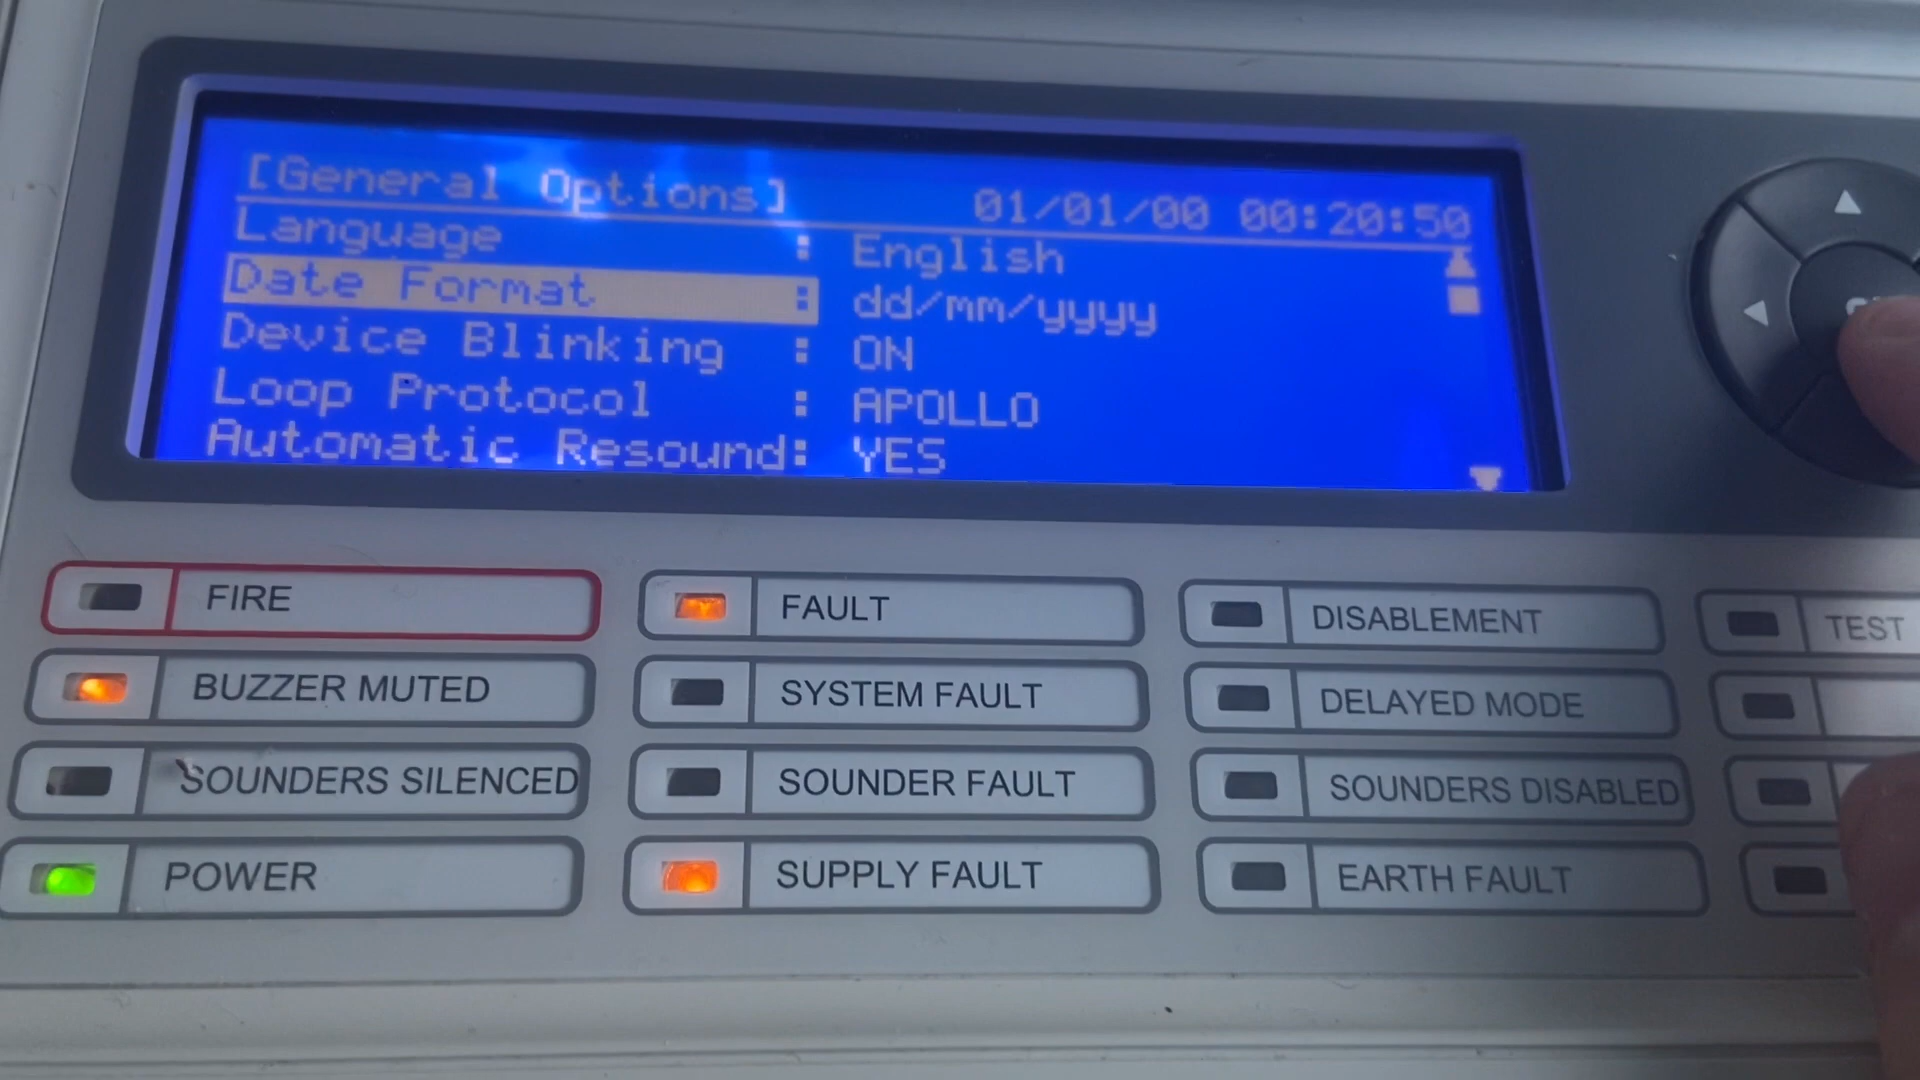 [General Options] 01/01/00 00:20:50
Language : English
Date Format : dd/mm/yyyy
Device Blinking : ON
Loop Protocol : APOLLO
Automatic Resound: YES
FIRE FAULT DISABLEMENT TEST
BUZZER MUTED SYSTEM FAULT DELAYED MODE
SOUNDERS SILENCED SOUNDER FAULT SOUNDERS DISABLED
POWER SUPPLY FAULT EARTH FAULT